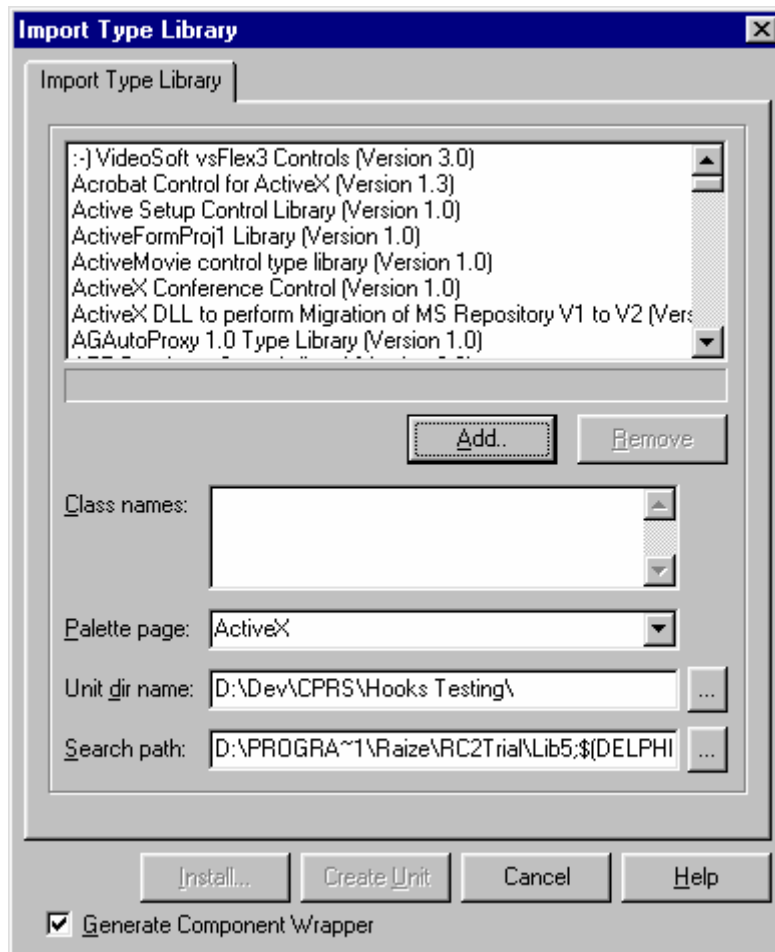 Import Type Library
Import Type Library
:-) VideoSoft vsFlex3 Controls (Version 3.0)
Acrobat Control for ActiveX (Version 1.3)
Active Setup Control Library (Version 1.0)
ActiveFormProj1 Library (Version 1.0)
ActiveMovie control type library (Version 1.0)
ActiveX Conference Control (Version 1.0)
ActiveX DLL to perform Migration of MS Repository V1 to V2 (Vers
AGAutoProxy 1.0 Type Library (Version 1.0)
Add.. Remove
Class names:
Palette page: ActiveX
Unit dir name: D:\Dev\CPRS\Hooks Testing\ ...
Search path: D:\PROGRA~1\Raize\RC2Trial\Lib5;$(DELPHI ...
Install... Create Unit Cancel Help
Generate Component Wrapper